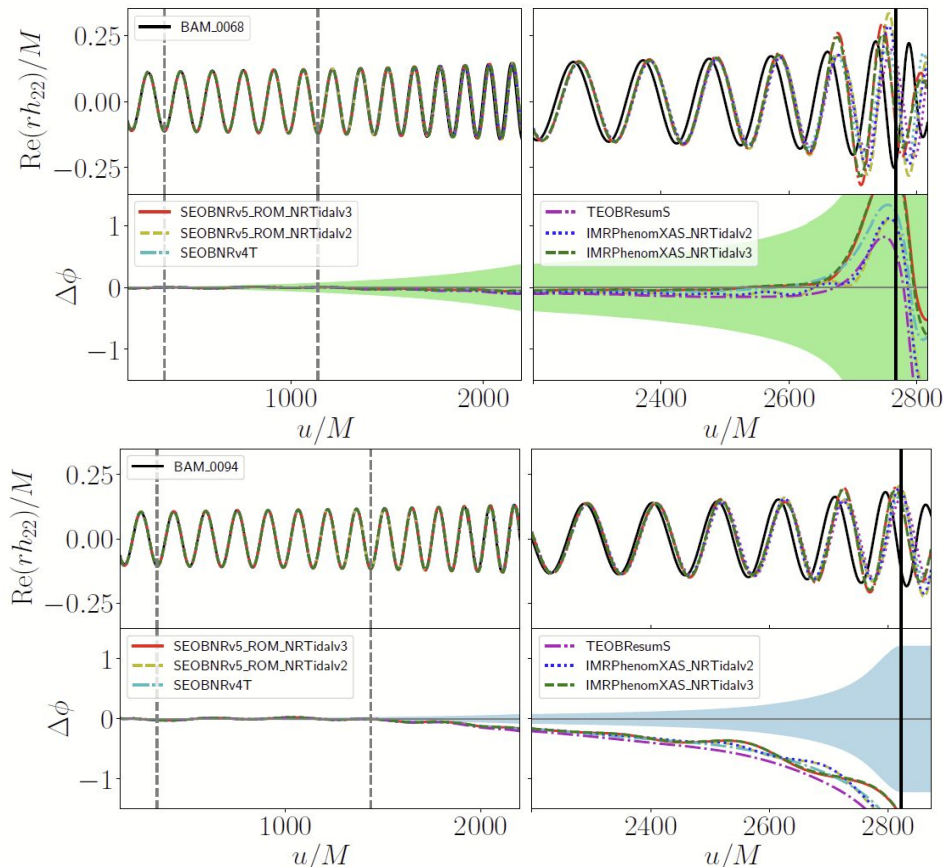 BAM_0068
0.25
0.00
−0.25
Re(rh₂₂)/M
SEOBNRv5_ROM_NRTidalv3
SEOBNRv5_ROM_NRTidalv2
SEOBNRv4T
TEOBResumS
IMRPhenomXAS_NRTidalv2
IMRPhenomXAS_NRTidalv3
1
0
−1
Δϕ
1000 2000 2400 2600 2800
u/M u/M
BAM_0094
0.25
0.00
−0.25
Re(rh₂₂)/M
SEOBNRv5_ROM_NRTidalv3
SEOBNRv5_ROM_NRTidalv2
SEOBNRv4T
TEOBResumS
IMRPhenomXAS_NRTidalv2
IMRPhenomXAS_NRTidalv3
1
0
−1
Δϕ
1000 2000 2200 2400 2600 2800
u/M u/M